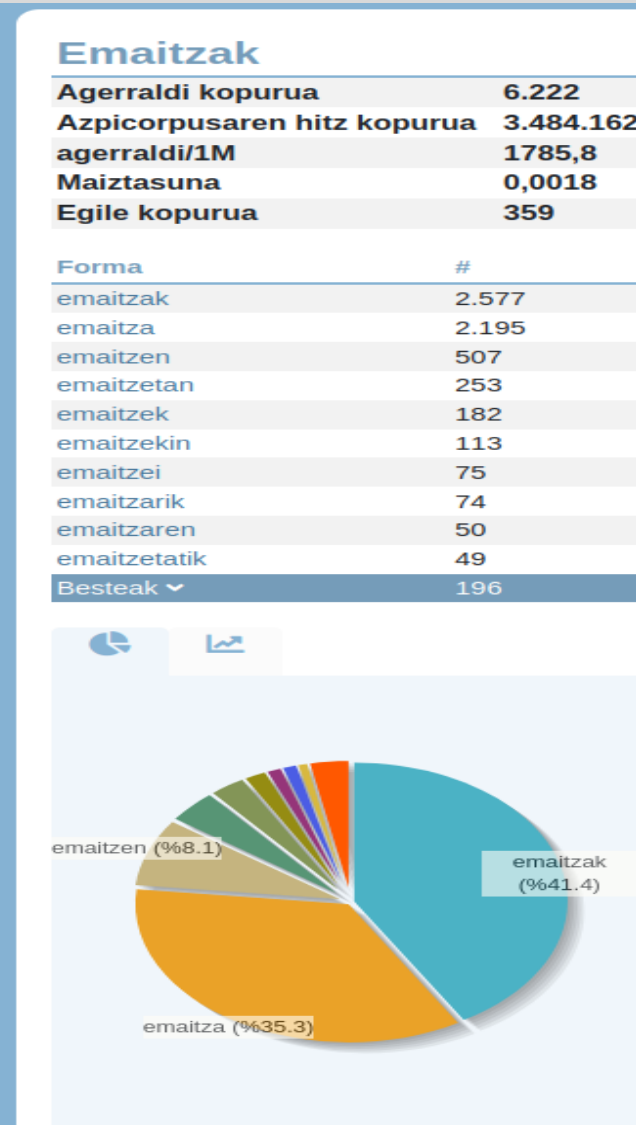 Emaitzak
Agerraldi kopurua 6.222
Azpicorpusaren hitz kopurua 3.484.162
agerraldi/1M 1785,8
Maiztasuna 0,0018
Egile kopurua 359
Forma #
emaitzak 2.577
emaitza 2.195
emaitzen 507
emaitzetan 253
emaitzek 182
emaitzekin 113
emaitzei 75
emaitzarik 74
emaitzaren 50
emaitzetatik 49
Besteak 196
emaitzen (%8.1)
emaitzak
(%41.4)
emaitza (%35.3)